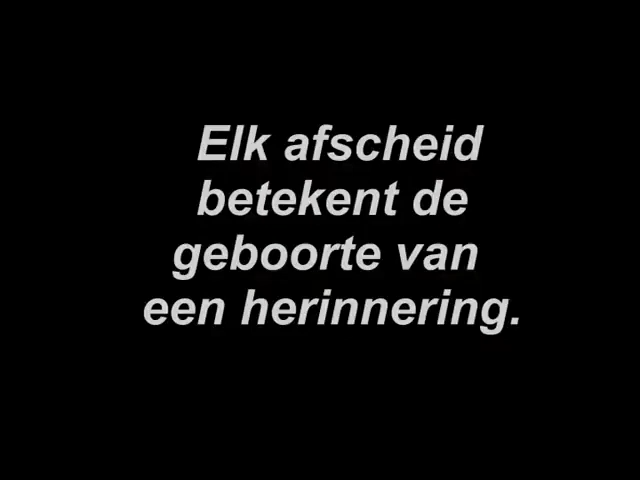 Elk afscheid
betekent de
geboorte van
een herinnering.